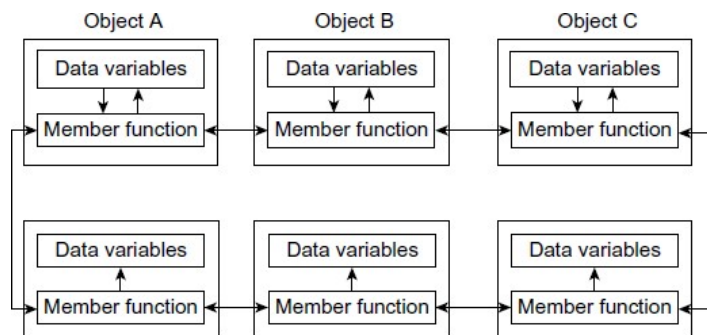 Object A Object B Object C
Data variables Data variables Data variables
Member function Member function Member function
Data variables Data variables Data variables
Member function Member function Member function